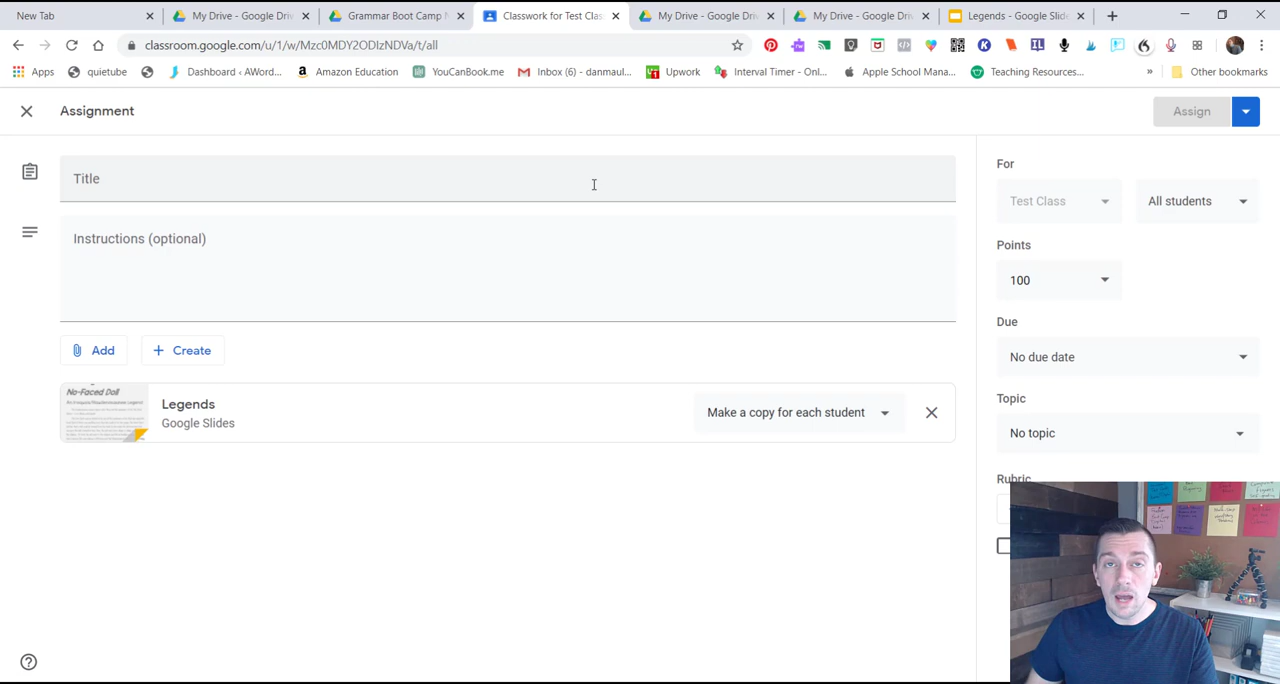 New Tab
My Drive - Google Driv
Grammar Boot Camp N
Classwork for Test Clas
My Drive - Google Driv
My Drive - Google Driv
Legends - Google Slide
classroom.google.com/u/1/w/Mzc0MDY2ODIzNDVa/t/all
Apps
quietube
Dashboard ‹ AWord...
Amazon Education
YouCanBook.me
Inbox (6) - danmaul...
Upwork
Interval Timer - Onl...
Apple School Mana...
Teaching Resources...
»
Other bookmarks
Assignment
Assign
Title
Instructions (optional)
Add
Create
No-Faced Doll
Legends
Google Slides
Make a copy for each student
For
Test Class
All students
Points
100
Due
No due date
Topic
No topic
Rubric